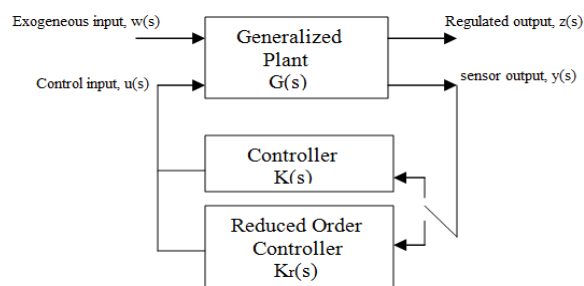 Exogeneous input, w(s)
Regulated output, z(s)
Generalized
Plant
G(s)
Control input, u(s)
sensor output, y(s)
Controller
K(s)
Reduced Order
Controller
Kr(s)